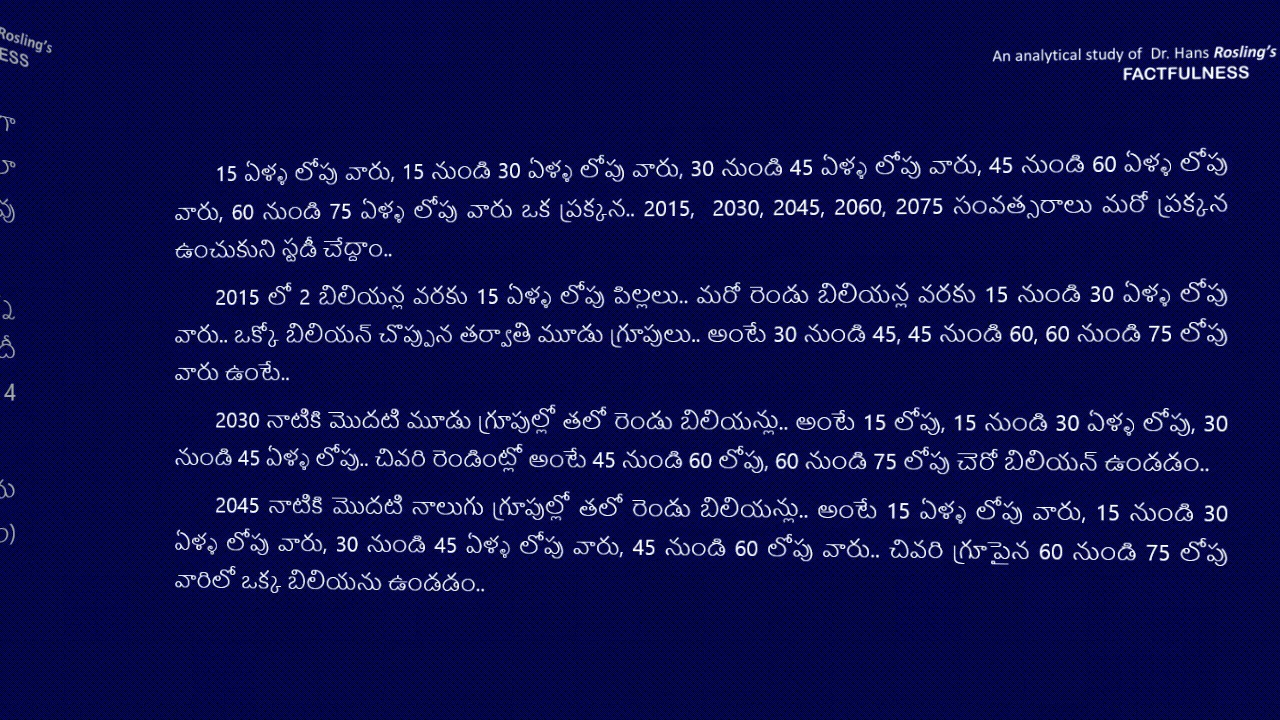 Rosling's
ESS
An analytical study of Dr. Hans Rosling's
FACTFULNESS
15 ఏళ్ళ లోపు వారు, 15 నుండి 30 ఏళ్ళ లోపు వారు, 30 నుండి 45 ఏళ్ళ లోపు వారు, 45 నుండి 60 ఏళ్ళ లోపు
వారు, 60 నుండి 75 ఏళ్ళ లోపు వారు ఒక ప్రక్కన.. 2015, 2030, 2045, 2060, 2075 సంవత్సరాలు మరో ప్రక్కన
ఉంచుకుని స్టడీ చేద్దాం..
2015 లో 2 బిలియన్ల వరకు 15 ఏళ్ళ లోపు పిల్లలు.. మరో రెండు బిలియన్ల వరకు 15 నుండి 30 ఏళ్ళ లోపు
వారు.. ఒక్కో బిలియన్ చొప్పున తర్వాతి మూడు గ్రూపులు.. అంటే 30 నుండి 45, 45 నుండి 60, 60 నుండి 75 లోపు
వారు ఉంటే..
2030 నాటికి మొదటి మూడు గ్రూపుల్లో తలో రెండు బిలియన్లు.. అంటే 15 లోపు, 15 నుండి 30 ఏళ్ళ లోపు, 30
నుండి 45 ఏళ్ళ లోపు.. చివరి రెండింట్లో అంటే 45 నుండి 60 లోపు, 60 నుండి 75 లోపు చెరో బిలియన్ ఉండడం..
2045 నాటికి మొదటి నాలుగు గ్రూపుల్లో తలో రెండు బిలియన్లు.. అంటే 15 ఏళ్ళ లోపు వారు, 15 నుండి 30
ఏళ్ళ లోపు వారు, 30 నుండి 45 ఏళ్ళ లోపు వారు, 45 నుండి 60 లోపు వారు.. చివరి గ్రూపైన 60 నుండి 75 లోపు
వారిలో ఒక్క బిలియను ఉండడం..
4